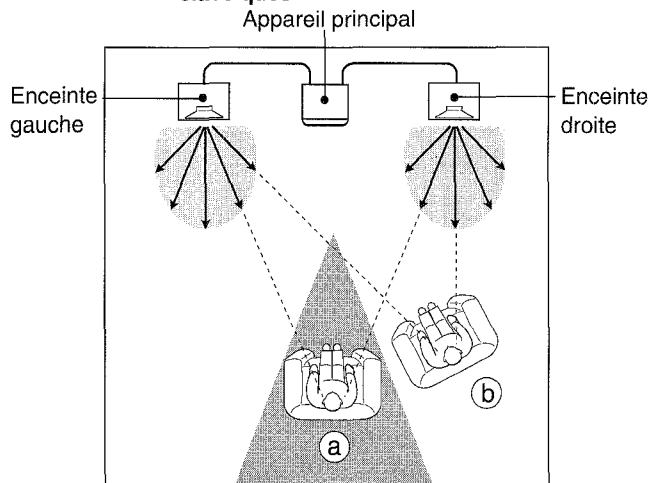 Appareil principal
Enceinte
gauche
Enceinte
droite
a
b